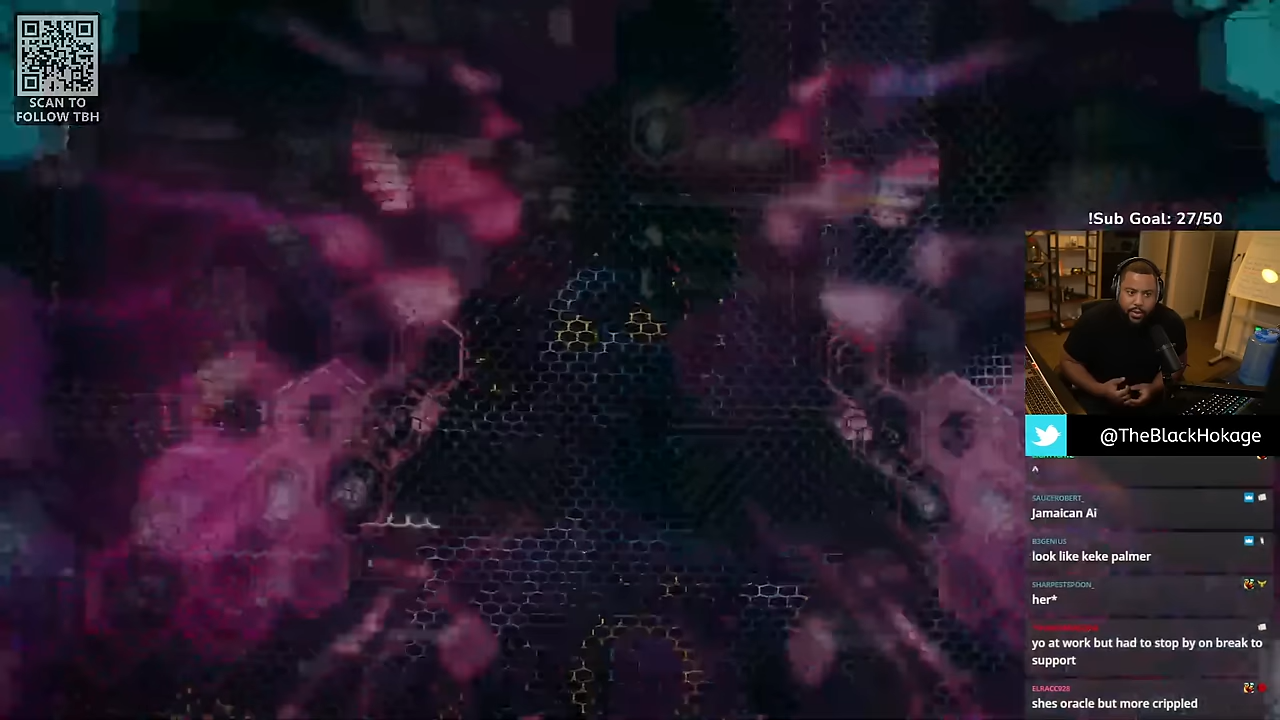 SCAN TO
FOLLOW TBH
!Sub Goal: 27/50
@TheBlackHokage
^
SAUCEROBERT_
Jamaican Ai
B3GENIUS
look like keke palmer
SHARPESTSPOON_
her*
yo at work but had to stop by on break to
support
ELRACC928
shes oracle but more crippled